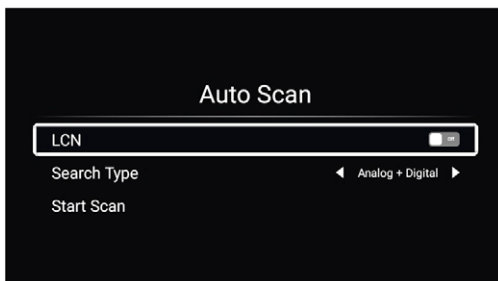 Auto Scan
LCN
Off
Search Type
Analog + Digital
Start Scan